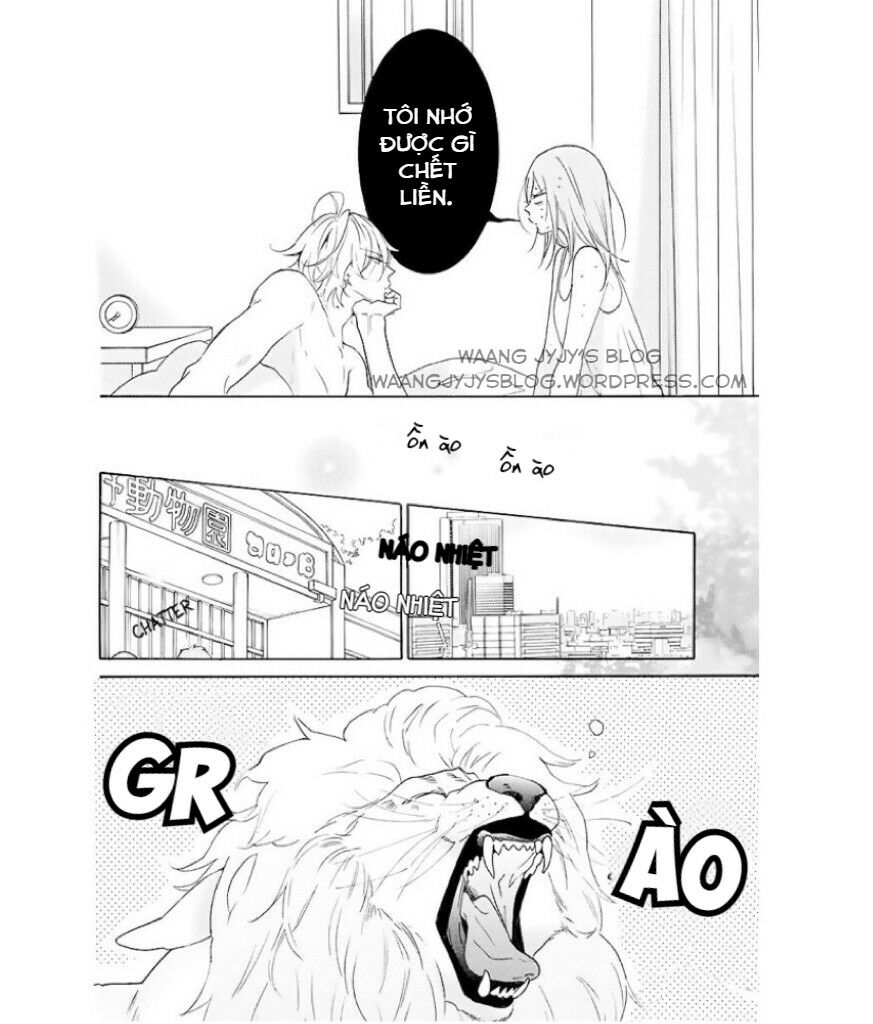 TÔI NHỚ
ĐƯỢC GÌ
CHẾT
LIỀN.
WAANG JYJY'S BLOG
WAANGJYJYSBLOG.WORDPRESS.COM
Ồn ào
Ồn ào
動物園
NÁO NHIỆT
NÁO NHIỆT
CHATTER
GR
ÀO